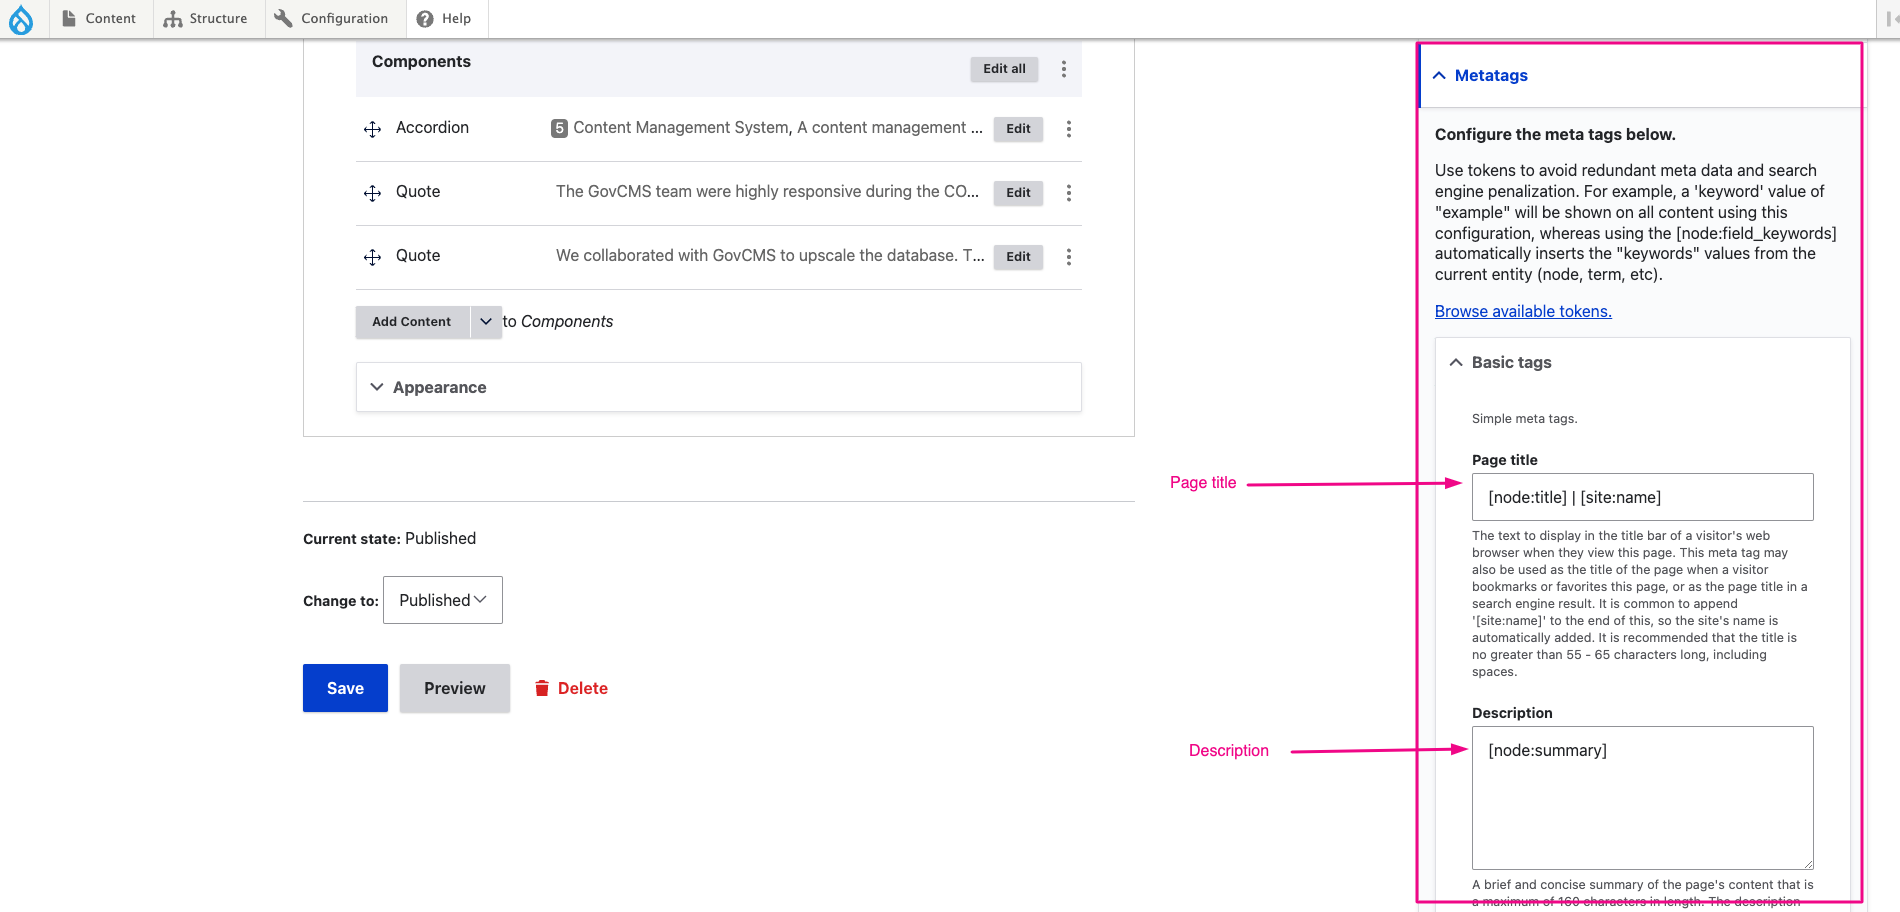 Content
Structure
Configuration
Help
Components
Edit all
Accordion
5 Content Management System, A content management ...
Edit
Quote
The GovCMS team were highly responsive during the CO...
Edit
Quote
We collaborated with GovCMS to upscale the database. T...
Edit
Add Content
to Components
Appearance
Current state: Published
Change to: Published
Save
Preview
Delete
Page title
Description
Metatags
Configure the meta tags below.
Use tokens to avoid redundant meta data and search
engine penalization. For example, a 'keyword' value of
"example" will be shown on all content using this
configuration, whereas using the [node:field_keywords]
automatically inserts the "keywords" values from the
current entity (node, term, etc).
Browse available tokens.
Basic tags
Simple meta tags.
Page title
[node:title] | [site:name]
The text to display in the title bar of a visitor's web
browser when they view this page. This meta tag may
also be used as the title of the page when a visitor
bookmarks or favorites this page, or as the page title in a
search engine result. It is common to append
'[site:name]' to the end of this, so the site's name is
automatically added. It is recommended that the title is
no greater than 55 - 65 characters long, including
spaces.
Description
[node:summary]
A brief and concise summary of the page's content that is
a maximum of 160 characters in length. The description